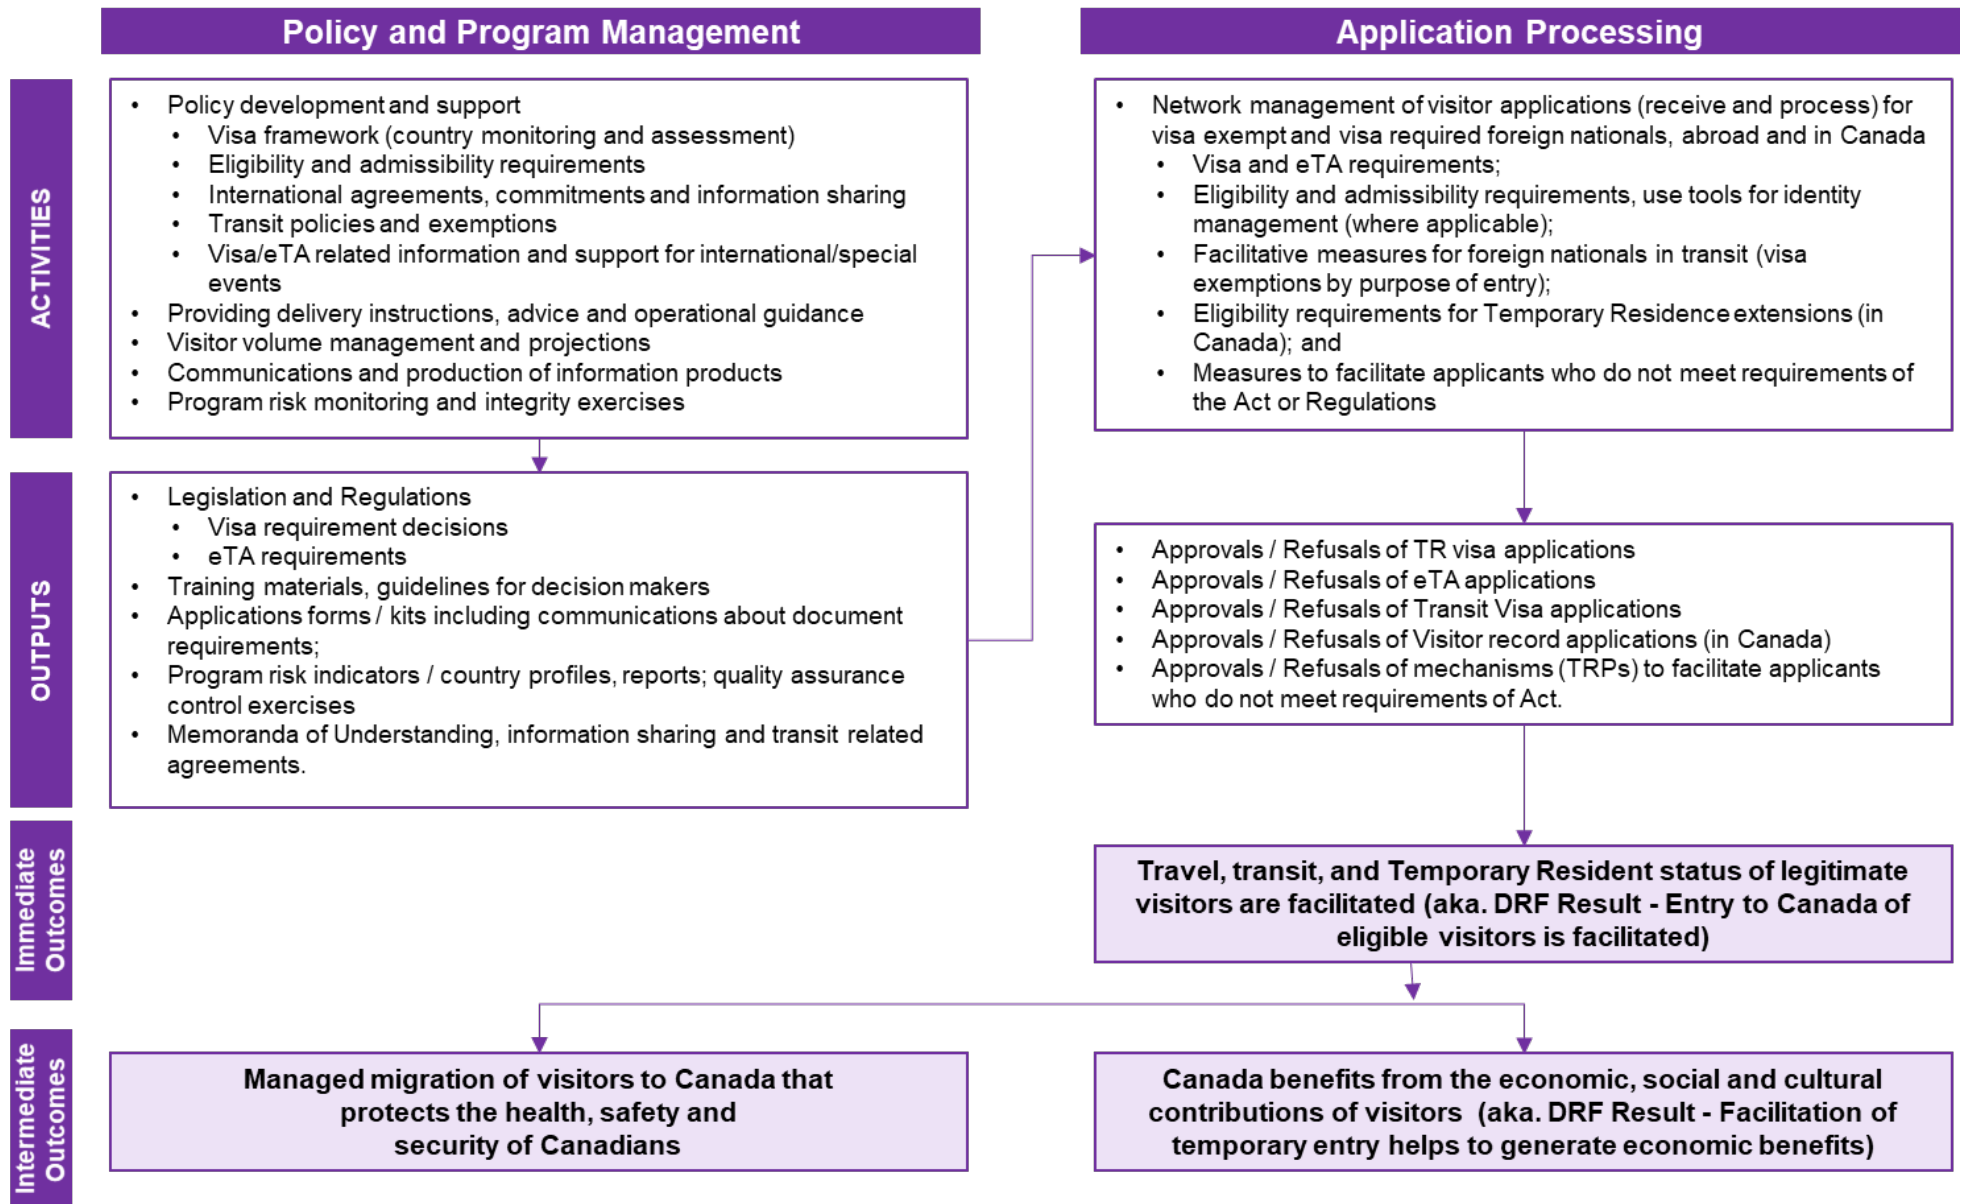 Policy and Program Management
Application Processing
ACTIVITIES
• Policy development and support
• Visa framework (country monitoring and assessment)
• Eligibility and admissibility requirements
• International agreements, commitments and information sharing
• Transit policies and exemptions
• Visa/eTA related information and support for international/special
events
• Providing delivery instructions, advice and operational guidance
• Visitor volume management and projections
• Communications and production of information products
• Program risk monitoring and integrity exercises
• Network management of visitor applications (receive and process) for
visa exempt and visa required foreign nationals, abroad and in Canada
• Visa and eTA requirements;
• Eligibility and admissibility requirements, use tools for identity
management (where applicable);
• Facilitative measures for foreign nationals in transit (visa
exemptions by purpose of entry);
• Eligibility requirements for Temporary Residence extensions (in
Canada); and
• Measures to facilitate applicants who do not meet requirements of
the Act or Regulations
OUTPUTS
• Legislation and Regulations
• Visa requirement decisions
• eTA requirements
• Training materials, guidelines for decision makers
• Applications forms / kits including communications about document
requirements;
• Program risk indicators / country profiles, reports; quality assurance
control exercises
• Memoranda of Understanding, information sharing and transit related
agreements.
• Approvals / Refusals of TR visa applications
• Approvals / Refusals of eTA applications
• Approvals / Refusals of Transit Visa applications
• Approvals / Refusals of Visitor record applications (in Canada)
• Approvals / Refusals of mechanisms (TRPs) to facilitate applicants
who do not meet requirements of Act.
Immediate
Outcomes
Travel, transit, and Temporary Resident status of legitimate
visitors are facilitated (aka. DRF Result - Entry to Canada of
eligible visitors is facilitated)
Intermediate
Outcomes
Managed migration of visitors to Canada that
protects the health, safety and
security of Canadians
Canada benefits from the economic, social and cultural
contributions of visitors (aka. DRF Result - Facilitation of
temporary entry helps to generate economic benefits)